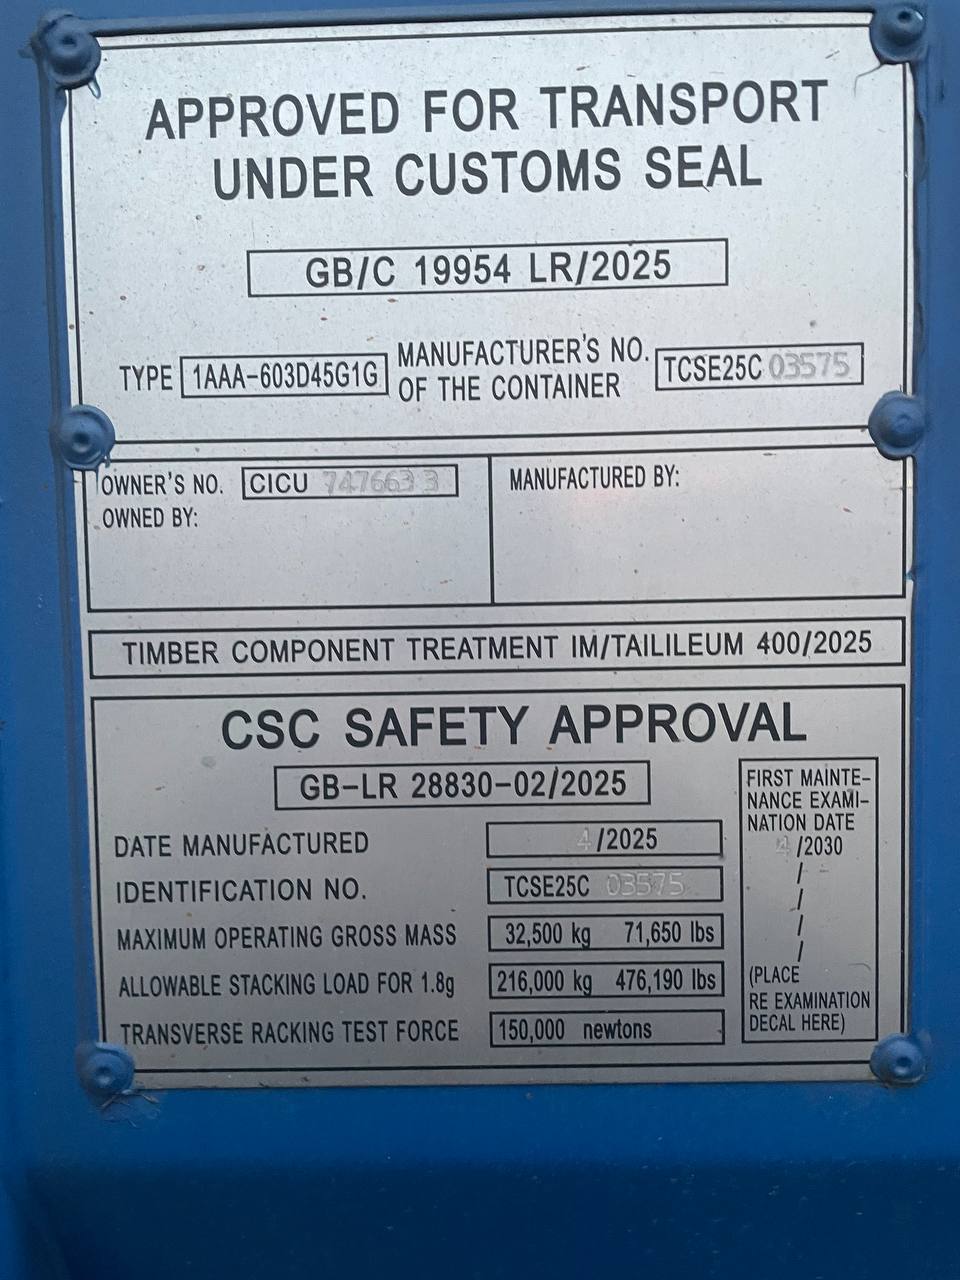 APPROVED FOR TRANSPORT
UNDER CUSTOMS SEAL
GB/C 19954 LR/2025
TYPE 1AAA-603D45G1G
MANUFACTURER'S NO.
OF THE CONTAINER
TCSE25C 03575
OWNER'S NO. CICU 747663 3
OWNED BY:
MANUFACTURED BY:
TIMBER COMPONENT TREATMENT IM/TAILILEUM 400/2025
CSC SAFETY APPROVAL
GB-LR 28830-02/2025
DATE MANUFACTURED 4/2025
IDENTIFICATION NO. TCSE25C 03575
MAXIMUM OPERATING GROSS MASS 32,500 kg 71,650 lbs
ALLOWABLE STACKING LOAD FOR 1.8g 216,000 kg 476,190 lbs
TRANSVERSE RACKING TEST FORCE 150,000 newtons
FIRST MAINTE-
NANCE EXAMI-
NATION DATE
4/2030
/
/
/
/
(PLACE
RE EXAMINATION
DECAL HERE)